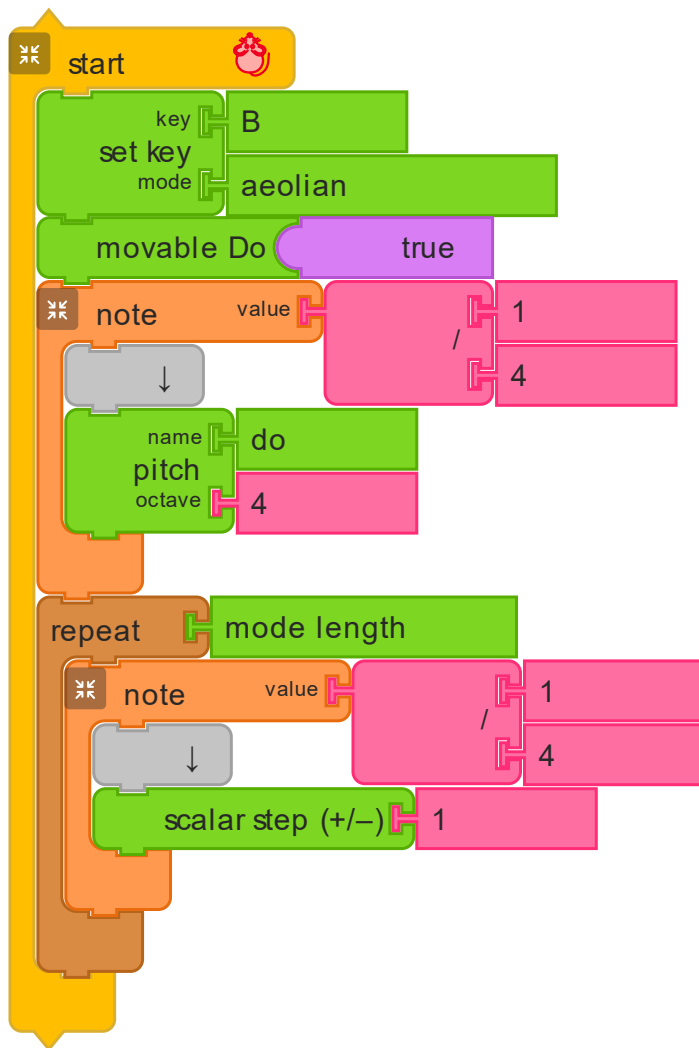 start
key B
set key
mode aeolian
movable Do true
note value 1
/
4
↓
name do
pitch
octave 4
repeat mode length
note value 1
/
4
↓
scalar step (+/–) 1